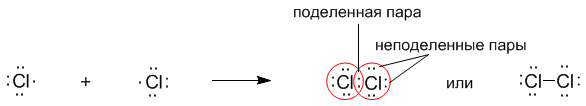 поделенная пара
неподеленные пары
:Cl· + ·Cl: :Cl:Cl: или :Cl–Cl: